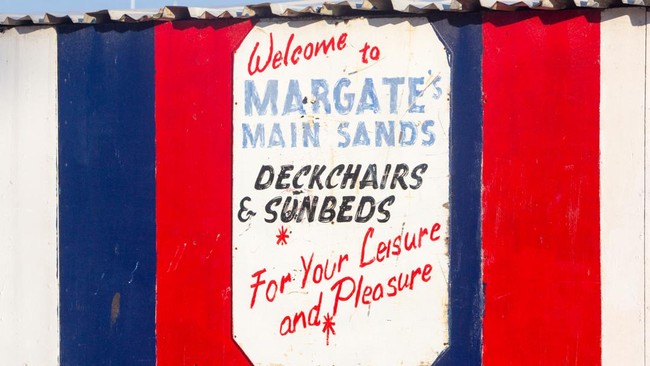 Welcome to
MARGATE's
MAIN SANDS
DECKCHAIRS
& SUNBEDS
* For Your Leisure
and Pleasure *